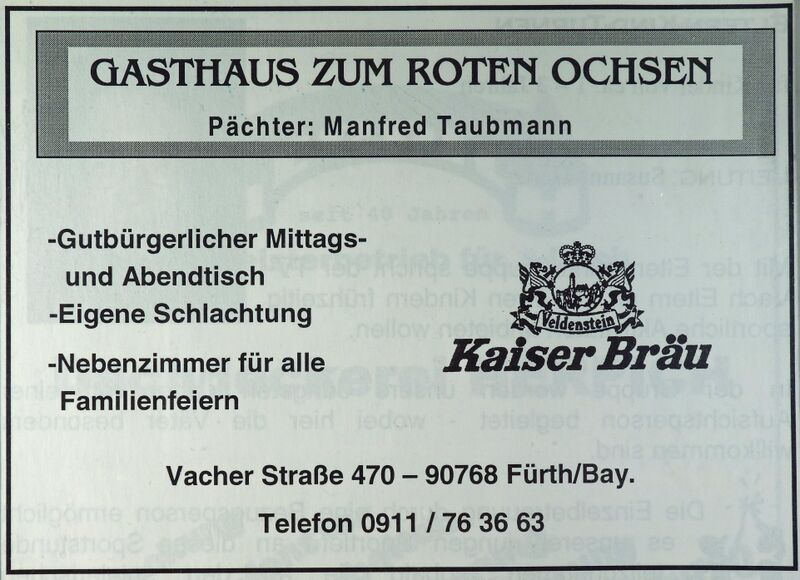 GASTHAUS ZUM ROTEN OCHSEN
Pächter: Manfred Taubmann
-Gutbürgerlicher Mittags-
und Abendtisch
-Eigene Schlachtung
-Nebenzimmer für alle
Familienfeiern
Veldenstein
Kaiser Bräu
Vacher Straße 470 – 90768 Fürth/Bay.
Telefon 0911 / 76 36 63